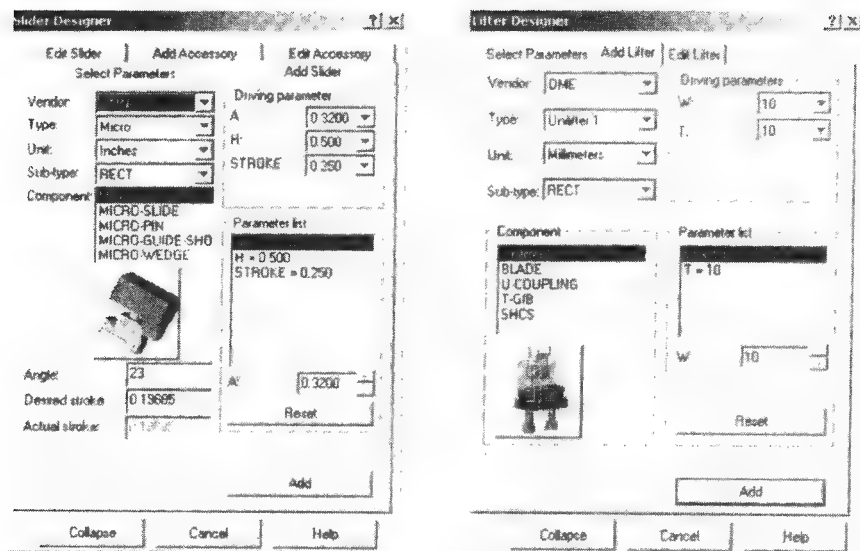 Slider Designer
Edit Slider Add Accessory Edit Accessory
Select Parameters Add Slider
Vendor:
Type: Micro
Unit: Inches
Sub-type: RECT
Component:
MICRO-SLIDE
MICRO-PIN
MICRO-GUIDE-SHO
MICRO-WEDGE
Driving parameter
A 0.3200
H: 0.500
STROKE 0.250
Parameter list
H = 0.500
STROKE = 0.250
Angle: 23
Desired stroke: 0.19685
Actual stroke:
A: 0.3200
Reset
Add
Collapse Cancel Help
Lifter Designer
Select Parameters Add Lifter Edit Lifter
Vendor: DME
Type: Unilifter 1
Unit: Millimeters
Sub-type: RECT
Driving parameters
W: 10
T: 10
Component
BLADE
U-COUPLING
T-GIB
SHCS
Parameter list
T = 10
W: 10
Reset
Add
Collapse Cancel Help